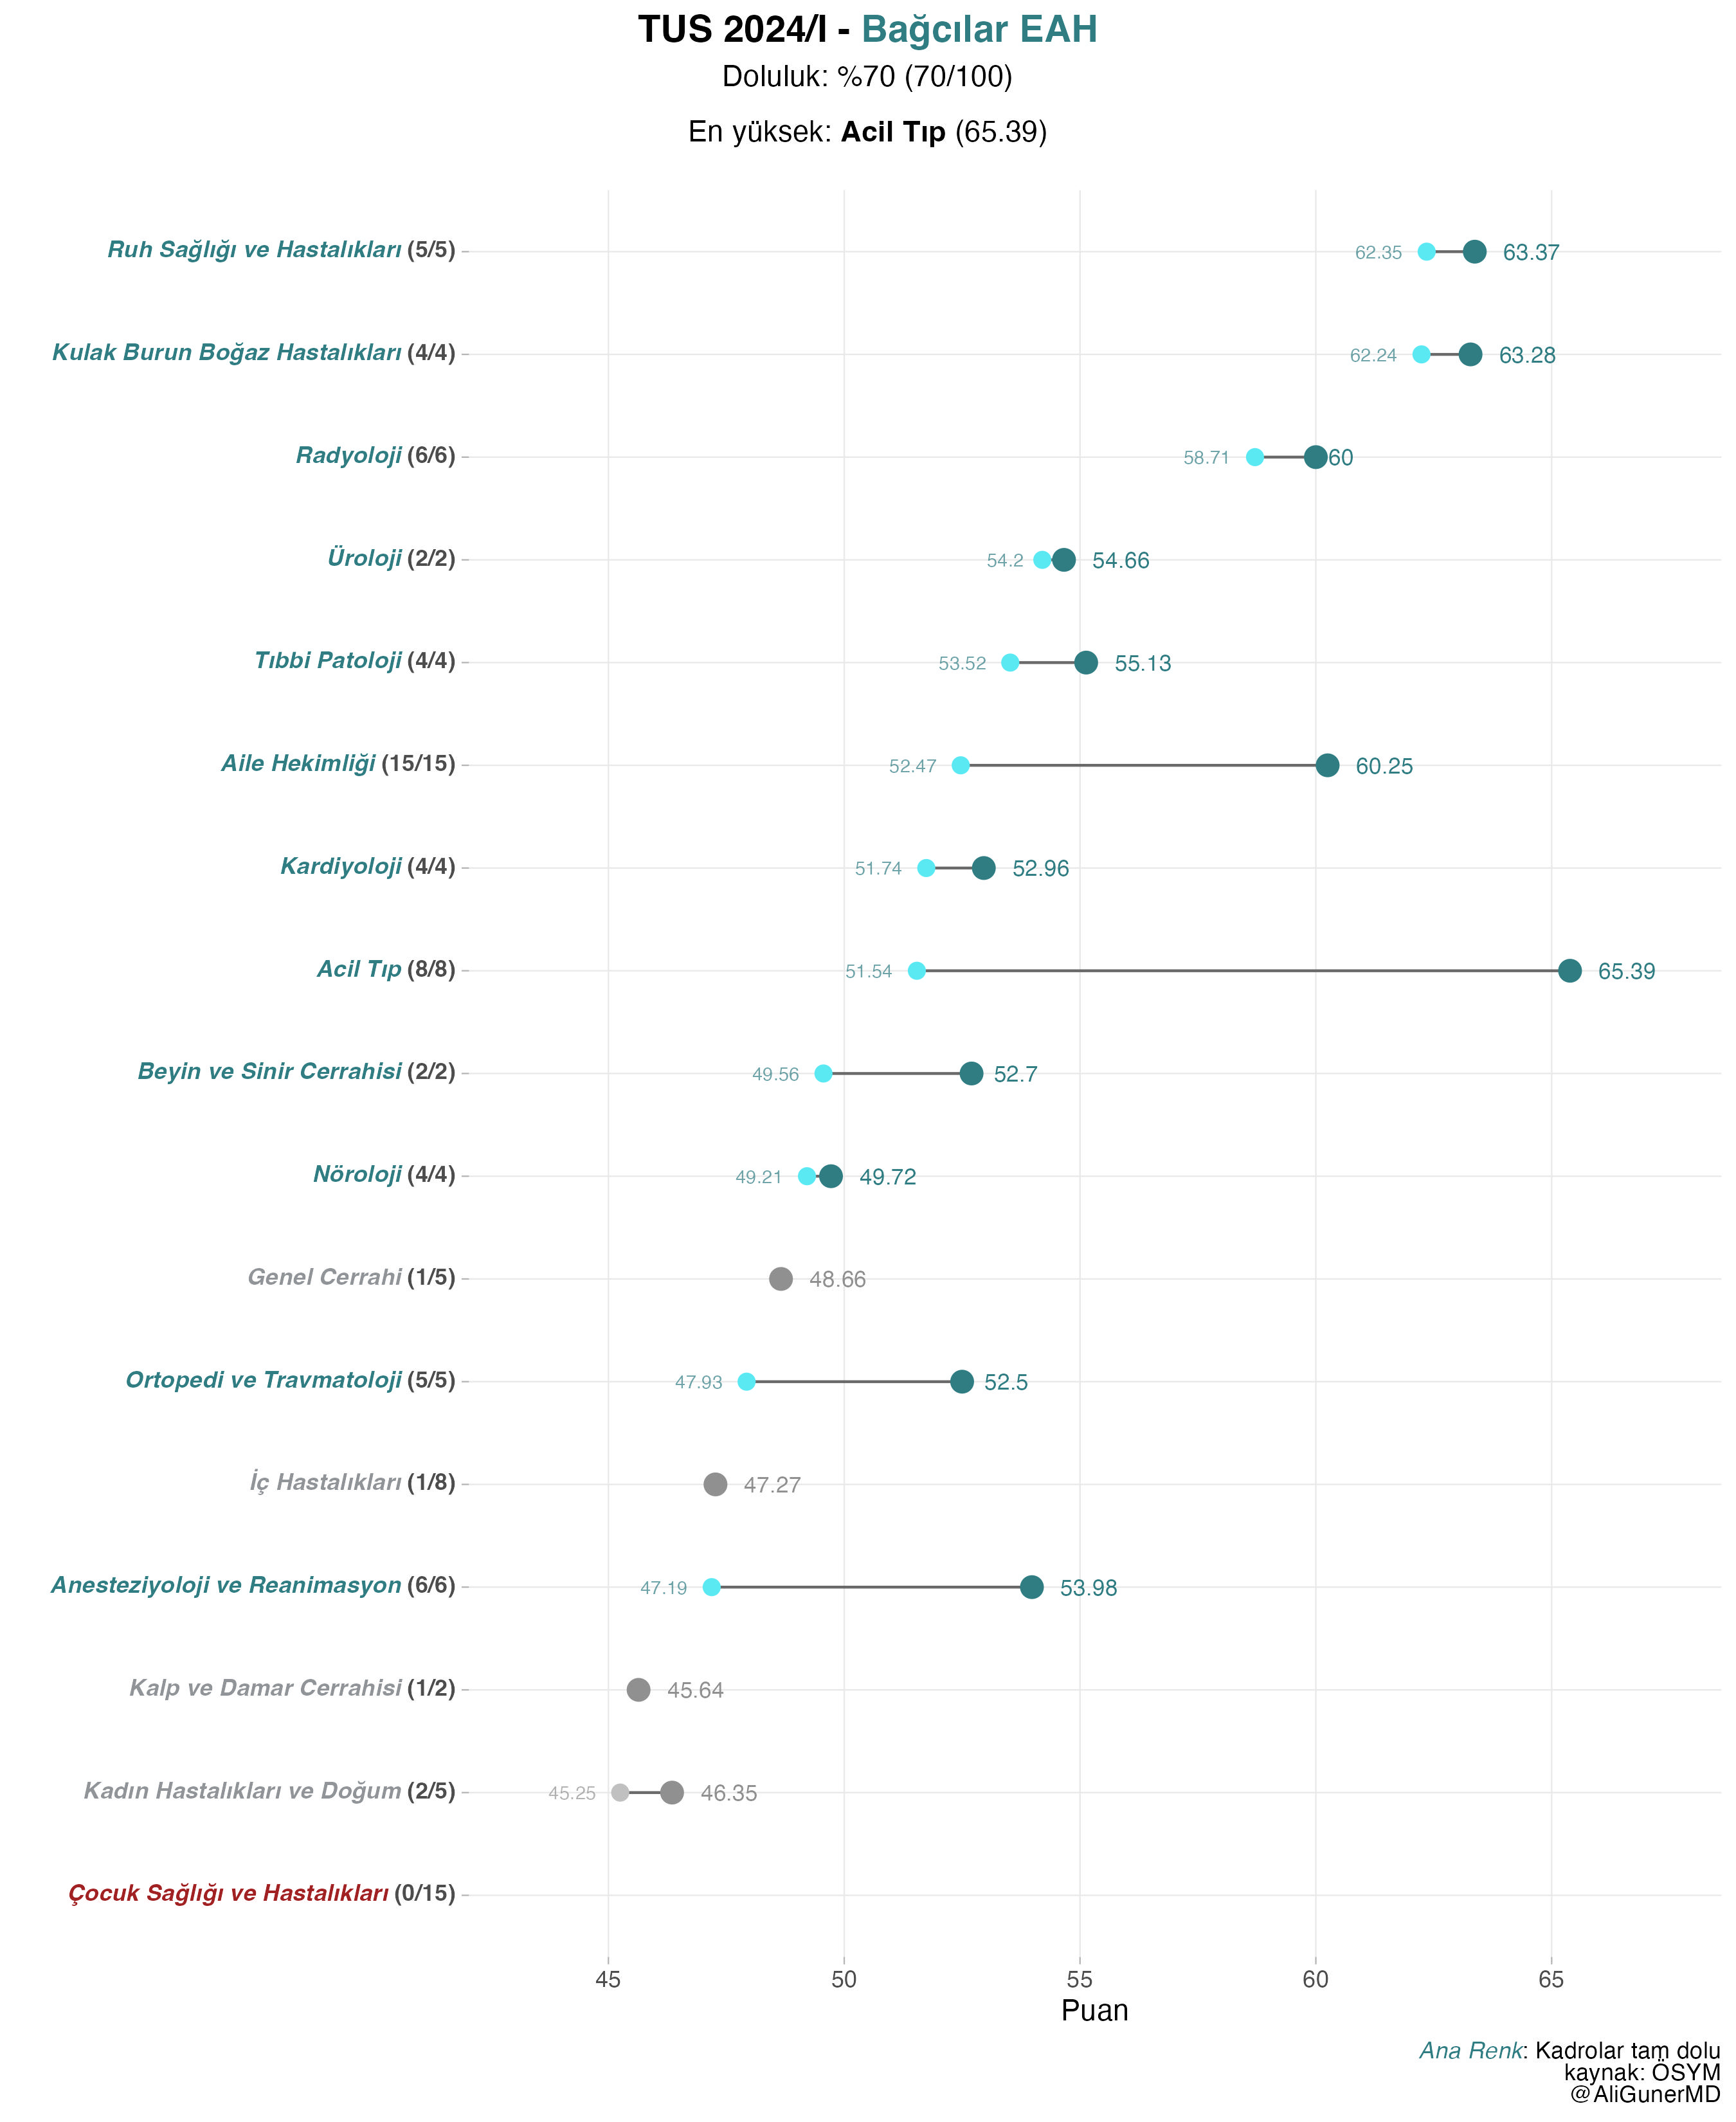 TUS 2024/I - Bağcılar EAH
Doluluk: %70 (70/100)
En yüksek: Acil Tıp (65.39)
Ruh Sağlığı ve Hastalıkları (5/5) 62.35 63.37
Kulak Burun Boğaz Hastalıkları (4/4) 62.24 63.28
Radyoloji (6/6) 58.71 60
Üroloji (2/2) 54.2 54.66
Tıbbi Patoloji (4/4) 53.52 55.13
Aile Hekimliği (15/15) 52.47 60.25
Kardiyoloji (4/4) 51.74 52.96
Acil Tıp (8/8) 51.54 65.39
Beyin ve Sinir Cerrahisi (2/2) 49.56 52.7
Nöroloji (4/4) 49.21 49.72
Genel Cerrahi (1/5) 48.66
Ortopedi ve Travmatoloji (5/5) 47.93 52.5
İç Hastalıkları (1/8) 47.27
Anesteziyoloji ve Reanimasyon (6/6) 47.19 53.98
Kalp ve Damar Cerrahisi (1/2) 45.64
Kadın Hastalıkları ve Doğum (2/5) 45.25 46.35
Çocuk Sağlığı ve Hastalıkları (0/15)
45 50 55 60 65
Puan
Ana Renk: Kadrolar tam dolu
kaynak: ÖSYM
@AliGunerMD